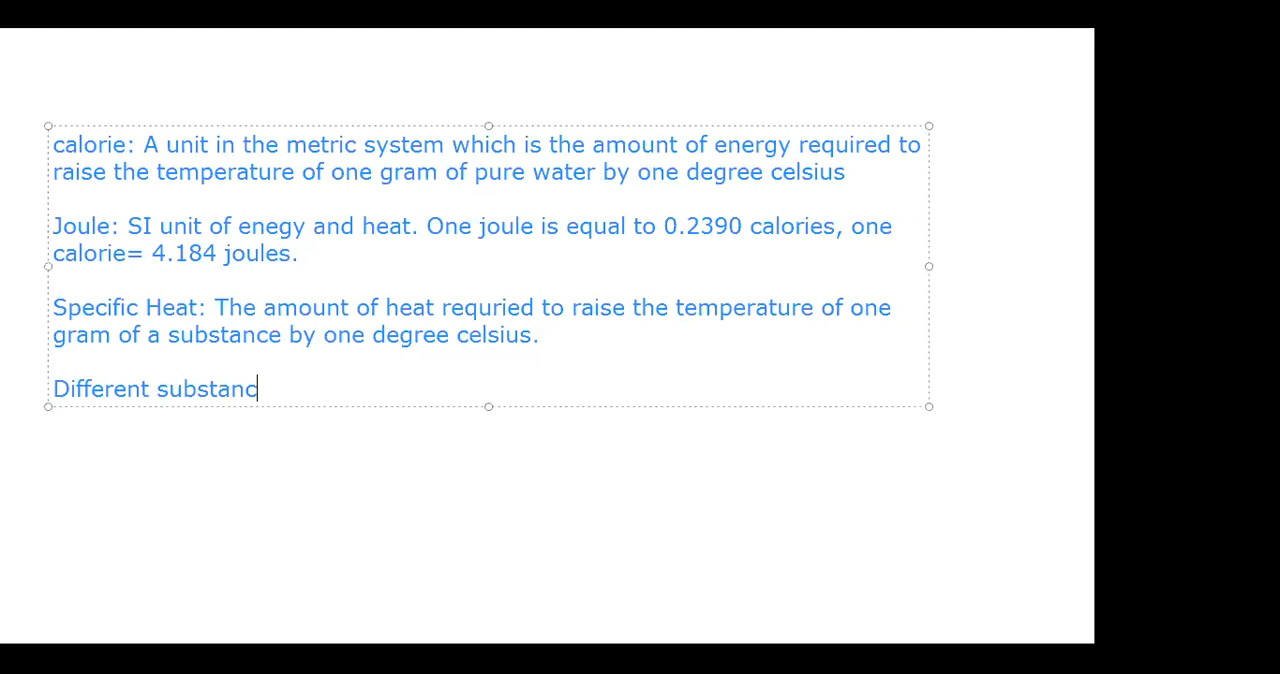 calorie: A unit in the metric system which is the amount of energy required to
raise the temperature of one gram of pure water by one degree celsius
Joule: SI unit of enegy and heat. One joule is equal to 0.2390 calories, one
calorie= 4.184 joules.
Specific Heat: The amount of heat requried to raise the temperature of one
gram of a substance by one degree celsius.
Different substanc